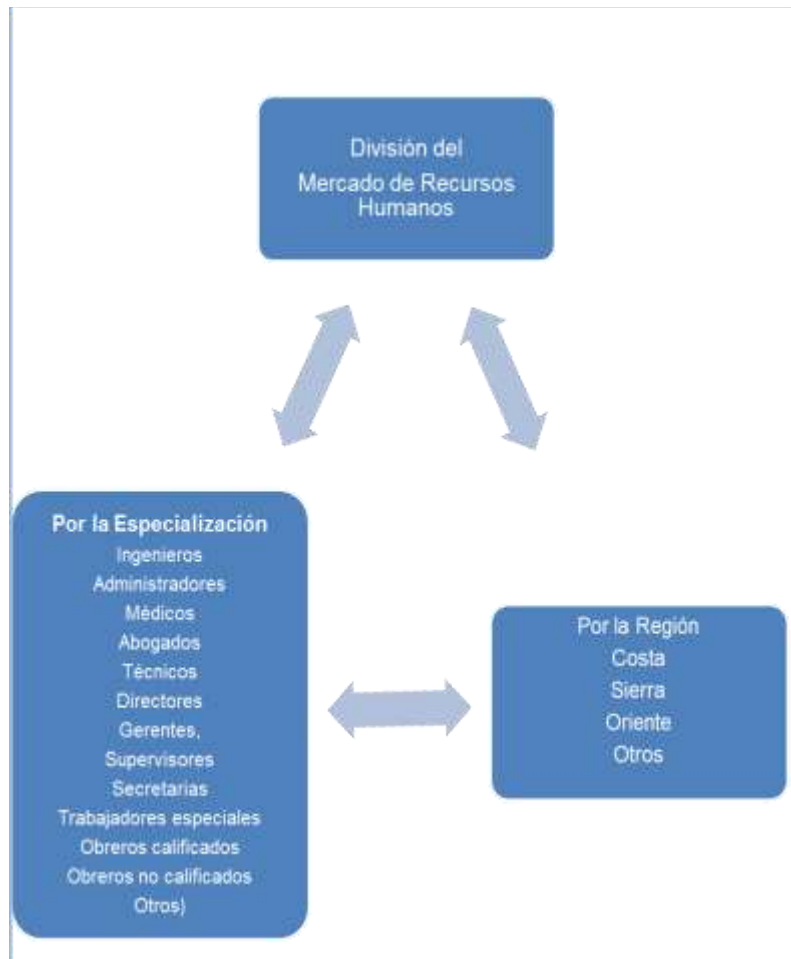 División del
Mercado de Recursos
Humanos
Por la Especialización
Ingenieros
Administradores
Médicos
Abogados
Técnicos
Directores
Gerentes,
Supervisores
Secretarias
Trabajadores especiales
Obreros calificados
Obreros no calificados
Otros)
Por la Región
Costa
Sierra
Oriente
Otros